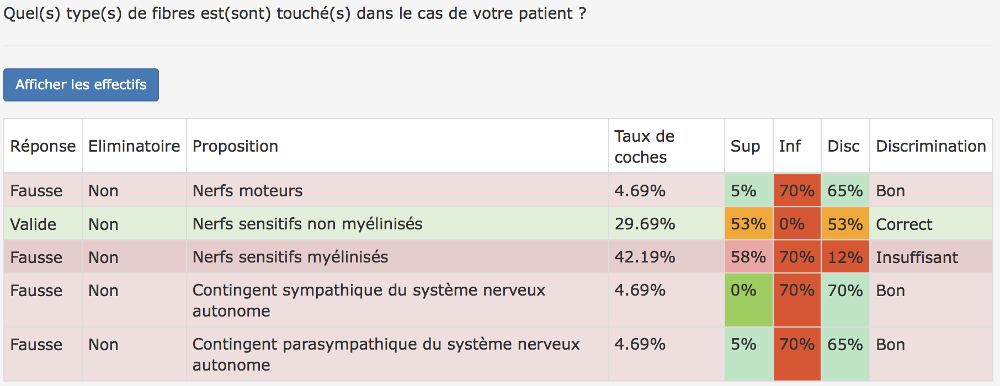 Quel(s) type(s) de fibres est(sont) touché(s) dans le cas de votre patient ?
Afficher les effectifs
Réponse Eliminatoire Proposition Taux de coches Sup Inf Disc Discrimination
Fausse Non Nerfs moteurs 4.69% 5% 70% 65% Bon
Valide Non Nerfs sensitifs non myélinisés 29.69% 53% 0% 53% Correct
Fausse Non Nerfs sensitifs myélinisés 42.19% 58% 70% 12% Insuffisant
Fausse Non Contingent sympathique du système nerveux autonome 4.69% 0% 70% 70% Bon
Fausse Non Contingent parasympathique du système nerveux autonome 4.69% 5% 70% 65% Bon